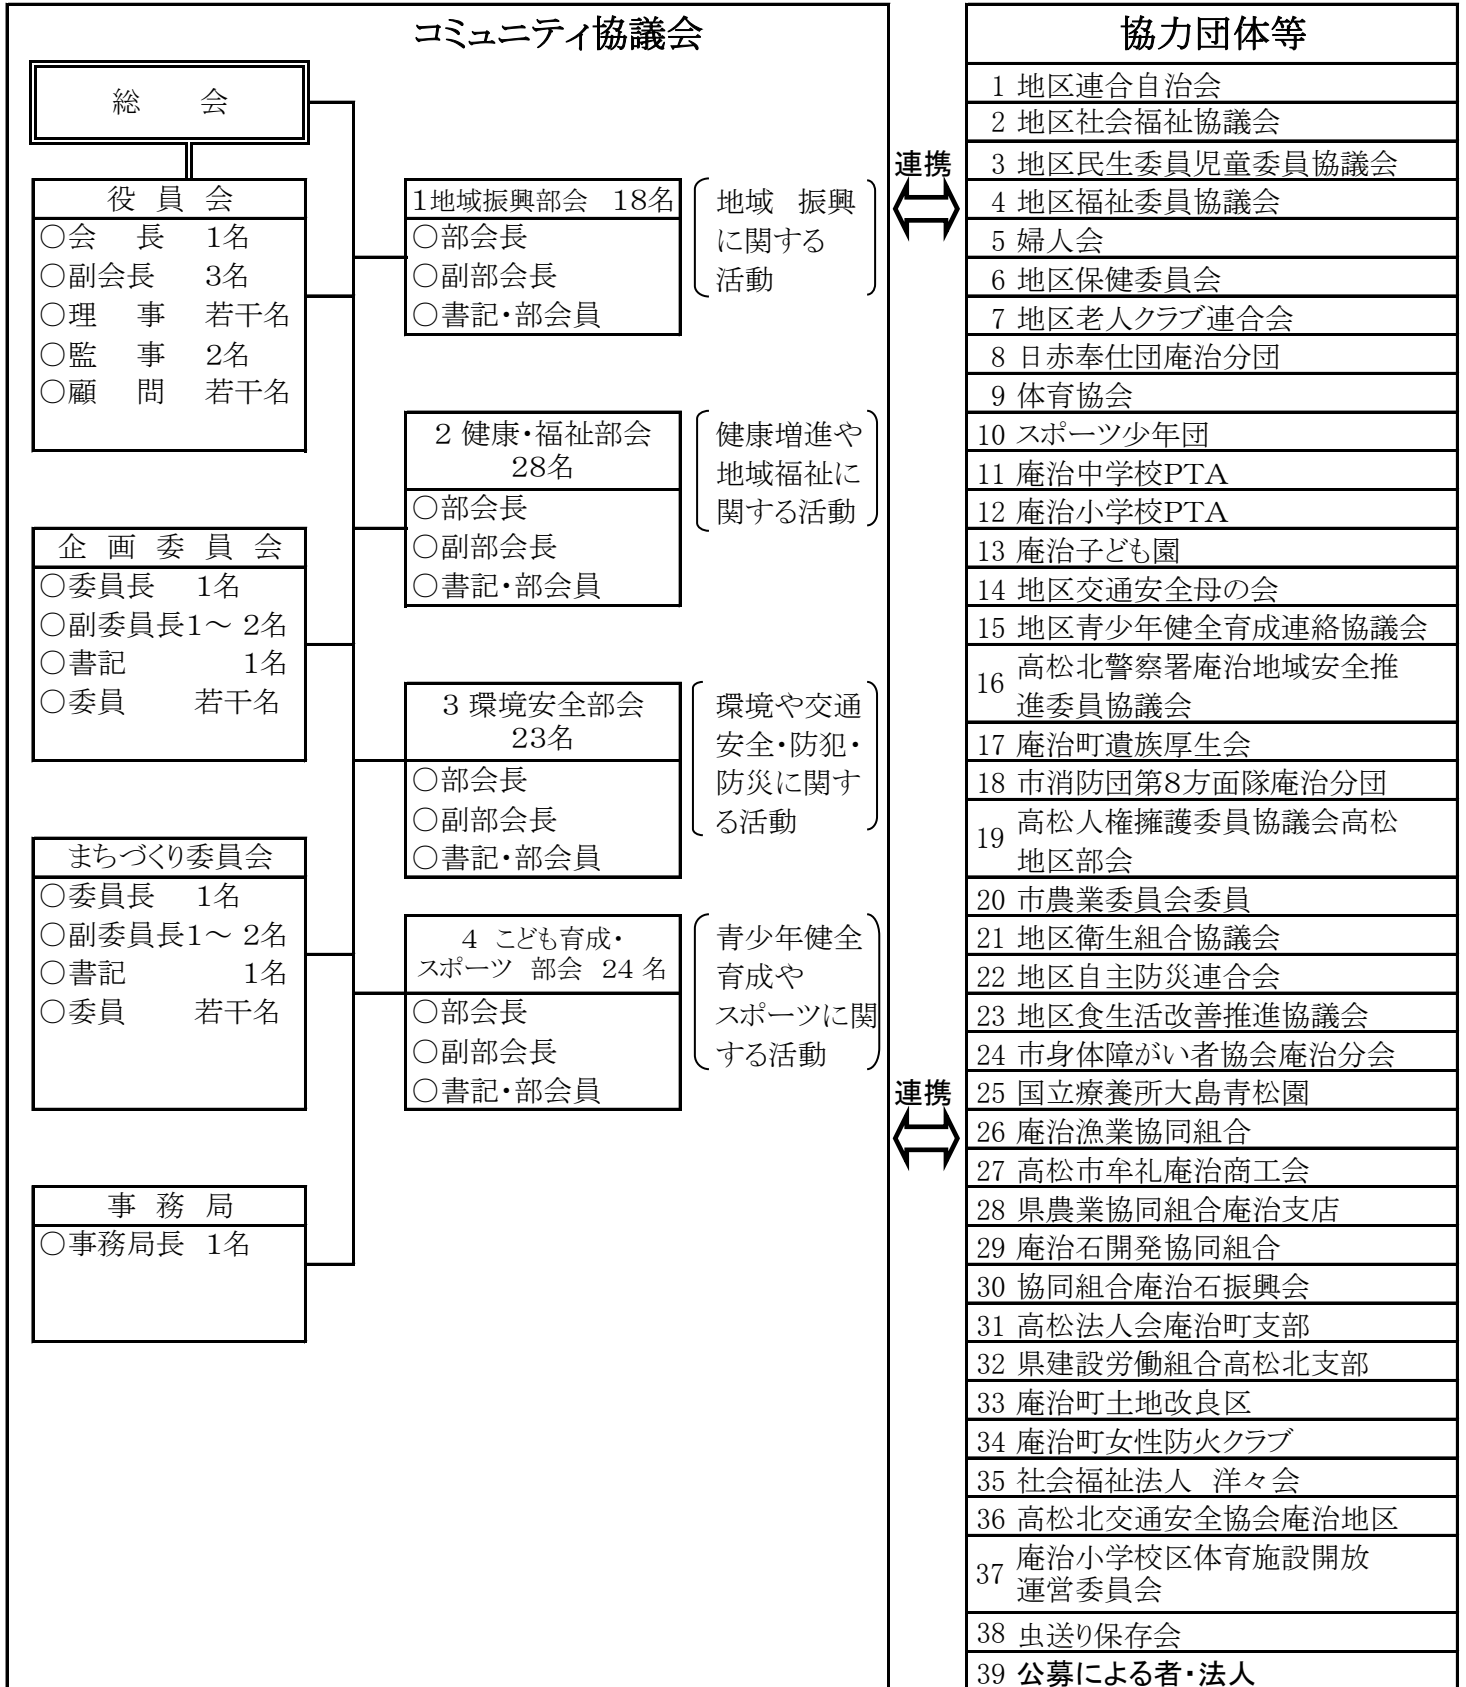 コミュニティ協議会
総　会
役 員 会
○会　長　1名
○副会長　3名
○理　事　若干名
○監　事　2名
○顧　問　若干名
企 画 委 員 会
○委員長　1名
○副委員長1～ 2名
○書記　1名
○委員　若干名
まちづくり委員会
○委員長　1名
○副委員長1～ 2名
○書記　1名
○委員　若干名
事 務 局
○事務局長 1名
1地域振興部会　18名
○部会長
○副部会長
○書記・部会員
地域　振興
に関する
活動
2 健康・福祉部会
28名
○部会長
○副部会長
○書記・部会員
健康増進や
地域福祉に
関する活動
3 環境安全部会
23名
○部会長
○副部会長
○書記・部会員
環境や交通
安全・防犯・
防災に関す
る活動
4 こども育成・
スポーツ 部会 24 名
○部会長
○副部会長
○書記・部会員
青少年健全
育成や
スポーツに関
する活動
連携
連携
協力団体等
1 地区連合自治会
2 地区社会福祉協議会
3 地区民生委員児童委員協議会
4 地区福祉委員協議会
5 婦人会
6 地区保健委員会
7 地区老人クラブ連合会
8 日赤奉仕団庵治分団
9 体育協会
10 スポーツ少年団
11 庵治中学校PTA
12 庵治小学校PTA
13 庵治子ども園
14 地区交通安全母の会
15 地区青少年健全育成連絡協議会
16 高松北警察署庵治地域安全推
進委員協議会
17 庵治町遺族厚生会
18 市消防団第8方面隊庵治分団
19 高松人権擁護委員協議会高松
地区部会
20 市農業委員会委員
21 地区衛生組合協議会
22 地区自主防災連合会
23 地区食生活改善推進協議会
24 市身体障がい者協会庵治分会
25 国立療養所大島青松園
26 庵治漁業協同組合
27 高松市牟礼庵治商工会
28 県農業協同組合庵治支店
29 庵治石開発協同組合
30 協同組合庵治石振興会
31 高松法人会庵治町支部
32 県建設労働組合高松北支部
33 庵治町土地改良区
34 庵治町女性防火クラブ
35 社会福祉法人　洋々会
36 高松北交通安全協会庵治地区
37 庵治小学校区体育施設開放
運営委員会
38 虫送り保存会
39 公募による者・法人